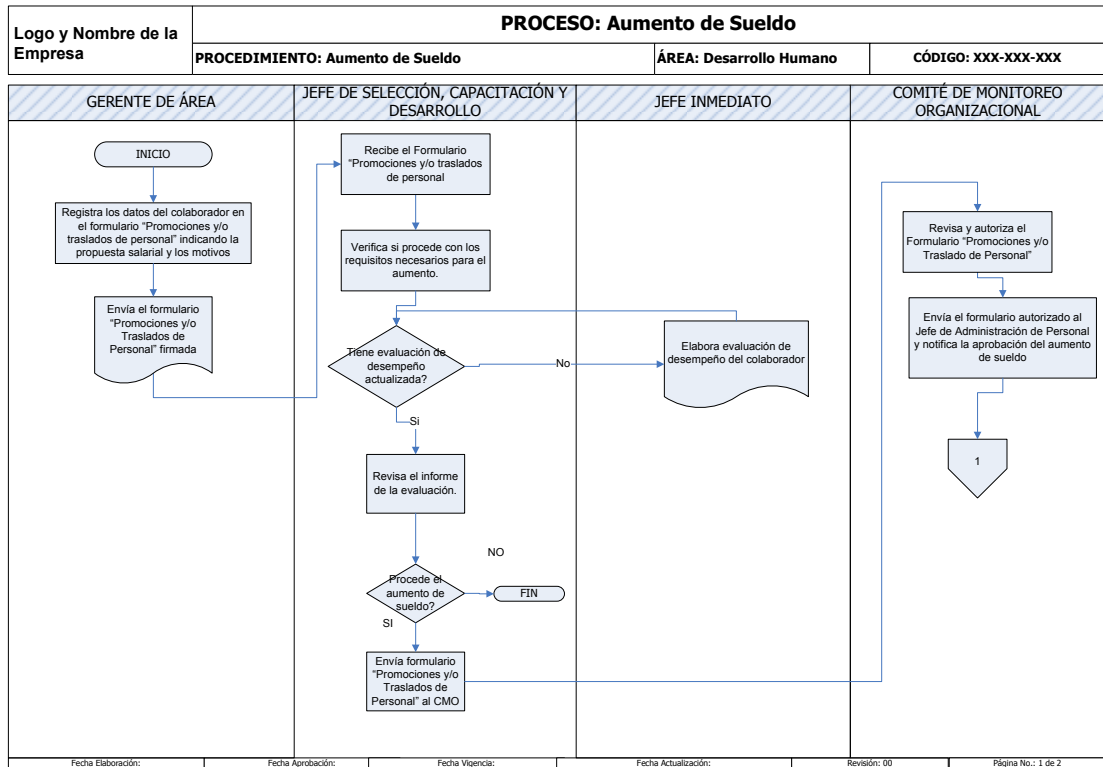 Logo y Nombre de la
Empresa
PROCESO: Aumento de Sueldo
PROCEDIMIENTO: Aumento de Sueldo
ÁREA: Desarrollo Humano
CÓDIGO: XXX-XXX-XXX
GERENTE DE ÁREA
JEFE DE SELECCIÓN, CAPACITACIÓN Y
DESARROLLO
JEFE INMEDIATO
COMITÉ DE MONITOREO
ORGANIZACIONAL
INICIO
Registra los datos del colaborador en
el formulario “Promociones y/o
traslados de personal” indicando la
propuesta salarial y los motivos
Envía el formulario
“Promociones y/o
Traslados de
Personal” firmada
Recibe el Formulario
“Promociones y/o traslados
de personal
Verifica si procede con los
requisitos necesarios para el
aumento.
Tiene evaluación de
desempeño
actualizada?
No
Si
Elabora evaluación de
desempeño del colaborador
Revisa el informe
de la evaluación.
NO
Procede el
aumento de
sueldo?
FIN
SI
Envía formulario
“Promociones y/o
Traslados de
Personal” al CMO
Revisa y autoriza el
Formulario “Promociones y/o
Traslado de Personal”
Envía el formulario autorizado al
Jefe de Administración de Personal
y notifica la aprobación del aumento
de sueldo
1
Fecha Elaboración:
Fecha Aprobación:
Fecha Vigencia:
Fecha Actualización:
Revisión: 00
Página No.: 1 de 2